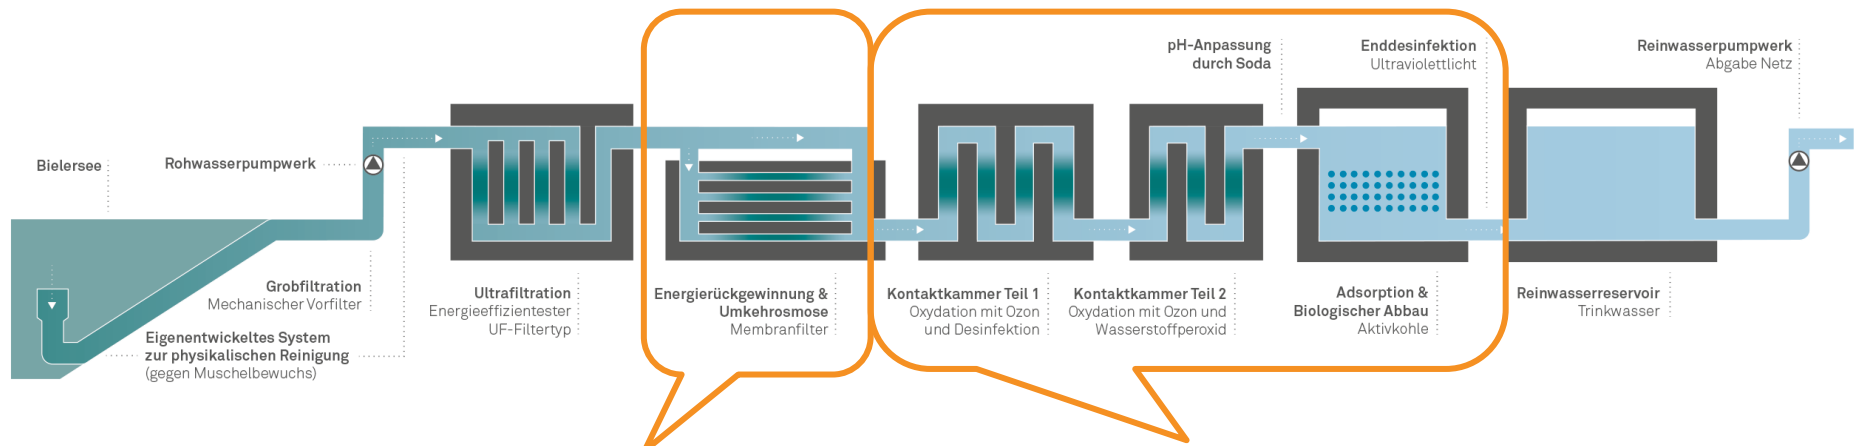 Bielersee
Rohwasserpumpwerk
Grobfiltration
Mechanischer Vorfilter
Eigenentwickeltes System
zur physikalischen Reinigung
(gegen Muschelbewuchs)
Ultrafiltration
Energieeffizientester
UF-Filtertyp
Energierückgewinnung &
Umkehrosmose
Membranfilter
Kontaktkammer Teil 1
Oxydation mit Ozon
und Desinfektion
Kontaktkammer Teil 2
Oxydation mit Ozon und
Wasserstoffperoxid
pH-Anpassung
durch Soda
Adsorption &
Biologischer Abbau
Aktivkohle
Enddesinfektion
Ultraviolettlicht
Reinwasserreservoir
Trinkwasser
Reinwasserpumpwerk
Abgabe Netz